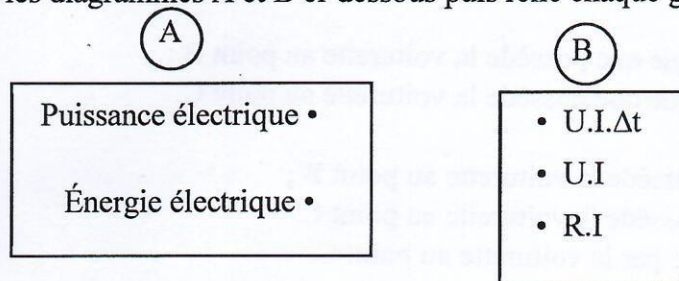 les diagrammes A et B ci-dessous puis relie chaque g
A
B
Puissance électrique •
Énergie électrique •
• U.I.Δt
• U.I
• R.I